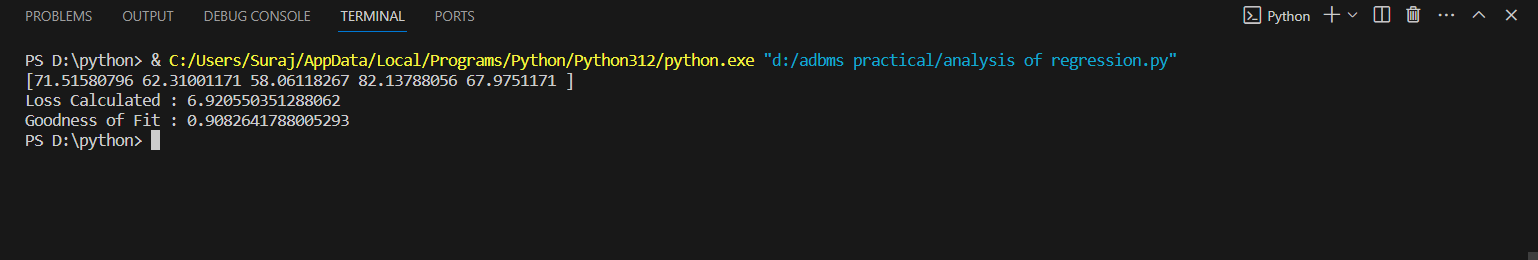 PROBLEMS OUTPUT DEBUG CONSOLE TERMINAL PORTS Python
PS D:\python> & C:/Users/Suraj/AppData/Local/Programs/Python/Python312/python.exe "d:/adbms practical/analysis of regression.py"
[71.51580796 62.31001171 58.06118267 82.13788056 67.9751171 ]
Loss Calculated : 6.920550351288062
Goodness of Fit : 0.9082641788005293
PS D:\python>